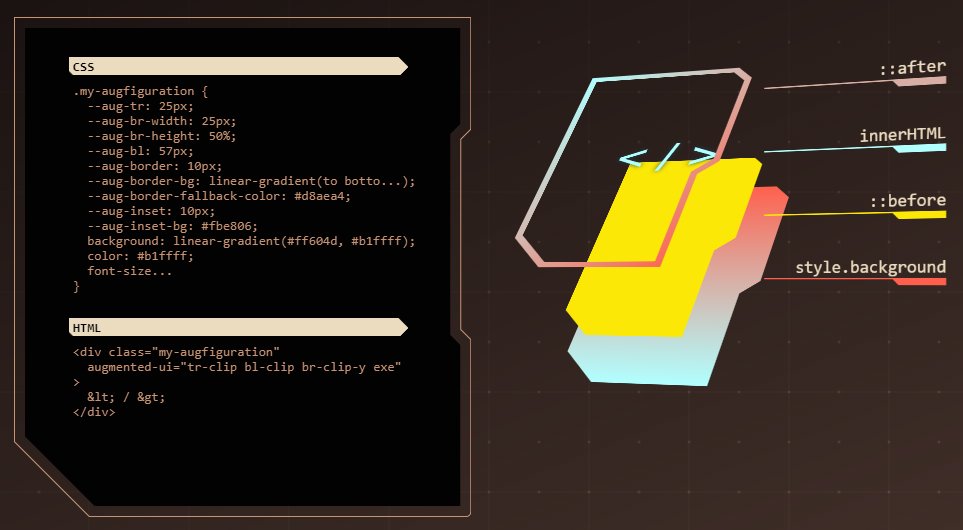 CSS
.my-augfiguration {
--aug-tr: 25px;
--aug-br-width: 25px;
--aug-br-height: 50%;
--aug-bl: 57px;
--aug-border: 10px;
--aug-border-bg: linear-gradient(to botto...);
--aug-border-fallback-color: #d8aea4;
--aug-inset: 10px;
--aug-inset-bg: #fbe806;
background: linear-gradient(#ff604d, #b1ffff);
color: #b1ffff;
font-size...
}
HTML
<div class="my-augfiguration"
augmented-ui="tr-clip bl-clip br-clip-y exe"
>
&lt; / &gt;
</div>
</>
::after
innerHTML
::before
style.background